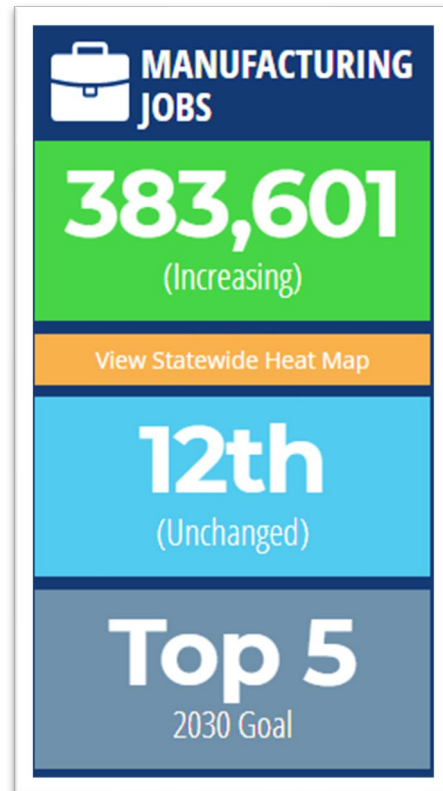 MANUFACTURING
JOBS
383,601
(Increasing)
View Statewide Heat Map
12th
(Unchanged)
Top 5
2030 Goal